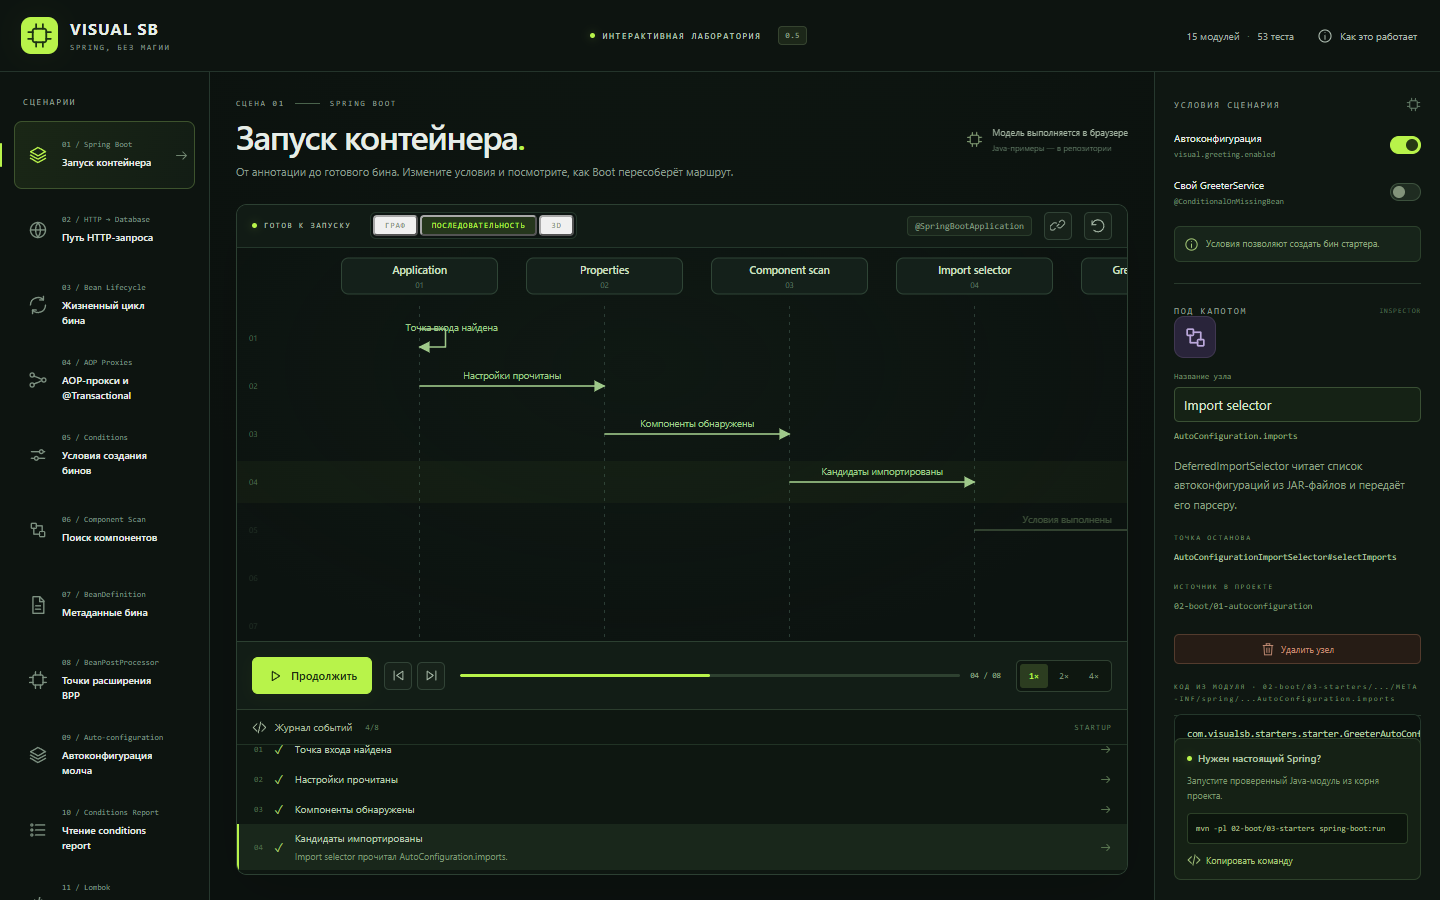 VISUAL SB
SPRING, БЕЗ МАГИИ
ИНТЕРАКТИВНАЯ ЛАБОРАТОРИЯ
0.5
15 модулей · 53 теста
Как это работает
СЦЕНАРИИ
01 / Spring Boot
Запуск контейнера
02 / HTTP → Database
Путь HTTP-запроса
03 / Bean Lifecycle
Жизненный цикл
бина
04 / AOP Proxies
AOP-прокси и
@Transactional
05 / Conditions
Условия создания
бинов
06 / Component Scan
Поиск компонентов
07 / BeanDefinition
Метаданные бина
08 / BeanPostProcessor
Точки расширения
BPP
09 / Auto-configuration
Автоконфигурация
молча
10 / Conditions Report
Чтение conditions
report
11 / Lombok
СЦЕНА 01
SPRING BOOT
Запуск контейнера.
От аннотации до готового бина. Измените условия и посмотрите, как Boot пересоберёт маршрут.
Модель выполняется в браузере
Java-примеры — в репозитории
ГОТОВ К ЗАПУСКУ
ГРАФ
ПОСЛЕДОВАТЕЛЬНОСТЬ
3D
@SpringBootApplication
Application
01
Properties
02
Component scan
03
Import selector
04
Gre
01
Точка входа найдена
02
Настройки прочитаны
03
Компоненты обнаружены
04
Кандидаты импортированы
05
Условия выполнены
06
07
Продолжить
04 / 08
1×
2×
4×
Журнал событий
4/8
STARTUP
01
Точка входа найдена
02
Настройки прочитаны
03
Компоненты обнаружены
04
Кандидаты импортированы
Import selector прочитал AutoConfiguration.imports.
УСЛОВИЯ СЦЕНАРИЯ
Автоконфигурация
visual.greeting.enabled
Свой GreeterService
@ConditionalOnMissingBean
Условия позволяют создать бин стартера.
ПОД КАПОТОМ
INSPECTOR
Название узла
Import selector
AutoConfiguration.imports
DeferredImportSelector читает список
автоконфигураций из JAR-файлов и передаёт
его парсеру.
ТОЧКА ОСТАНОВА
AutoConfigurationImportSelector#selectImports
ИСТОЧНИК В ПРОЕКТЕ
02-boot/01-autoconfiguration
Удалить узел
КОД ИЗ МОДУЛЯ · 02-boot/03-starters/.../META
-INF/spring/...AutoConfiguration.imports
com.visualsb.starters.starter.GreeterAutoConf
Нужен настоящий Spring?
Запустите проверенный Java-модуль из корня
проекта.
mvn -pl 02-boot/03-starters spring-boot:run
Копировать команду